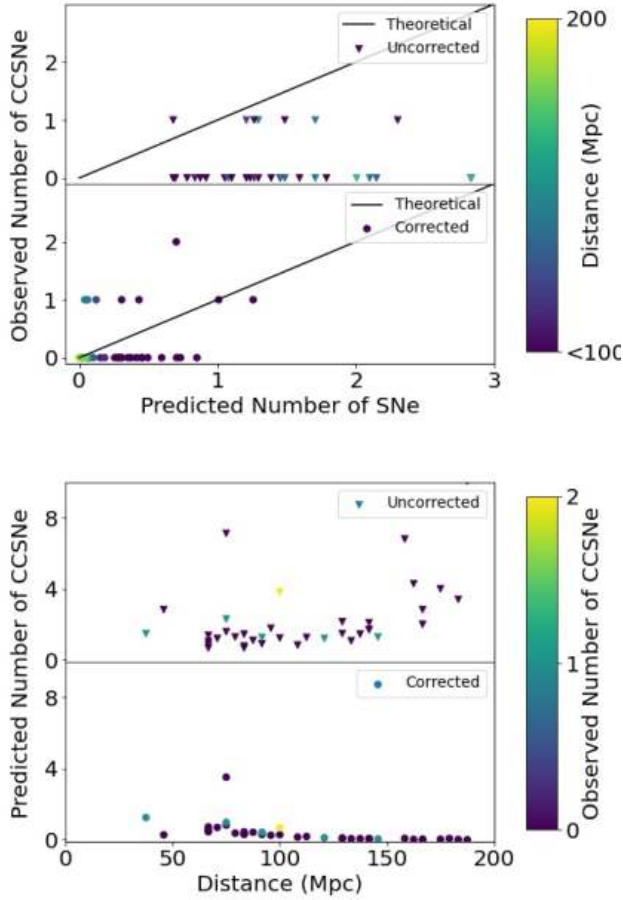 Observed Number of CCSNe
2
1
0
Theoretical
Uncorrected
2
1
0
Theoretical
Corrected
0
1
2
3
Predicted Number of SNe
200
<100
Distance (Mpc)
Predicted Number of CCSNe
8
4
0
Uncorrected
8
4
0
Corrected
0
50
100
150
200
Distance (Mpc)
2
1
0
Observed Number of CCSNe